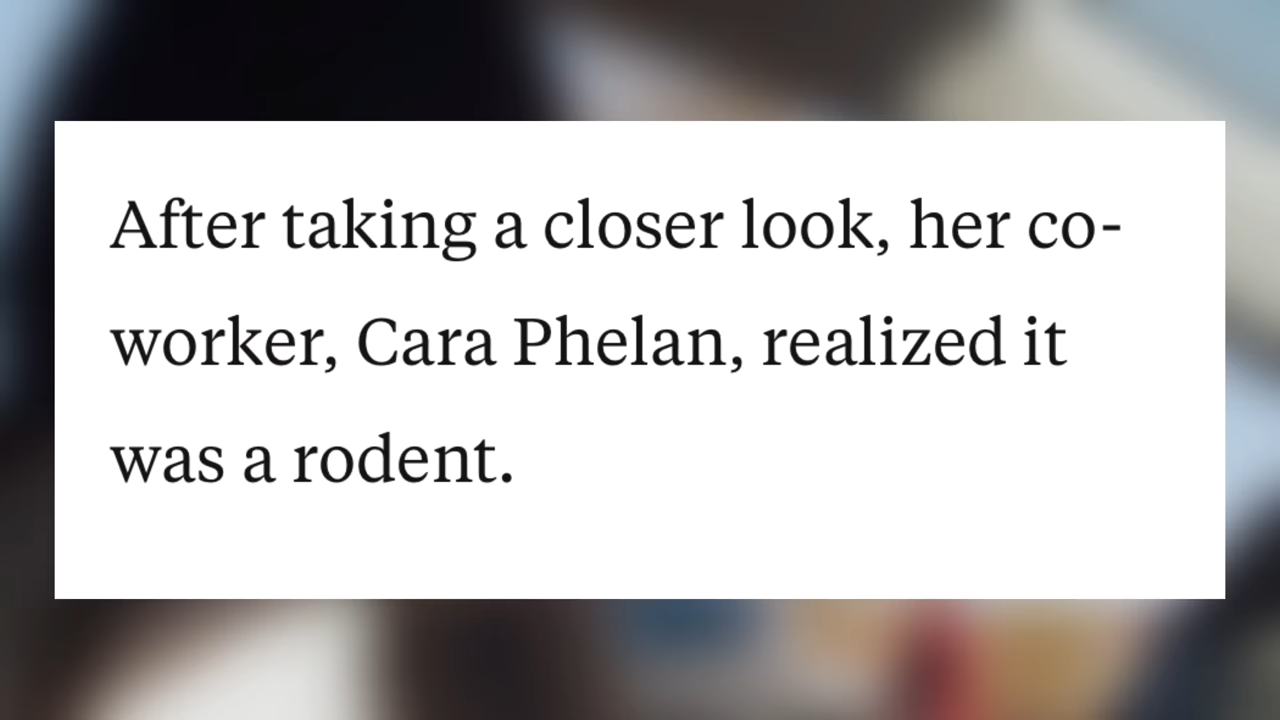 After taking a closer look, her co-
worker, Cara Phelan, realized it
was a rodent.